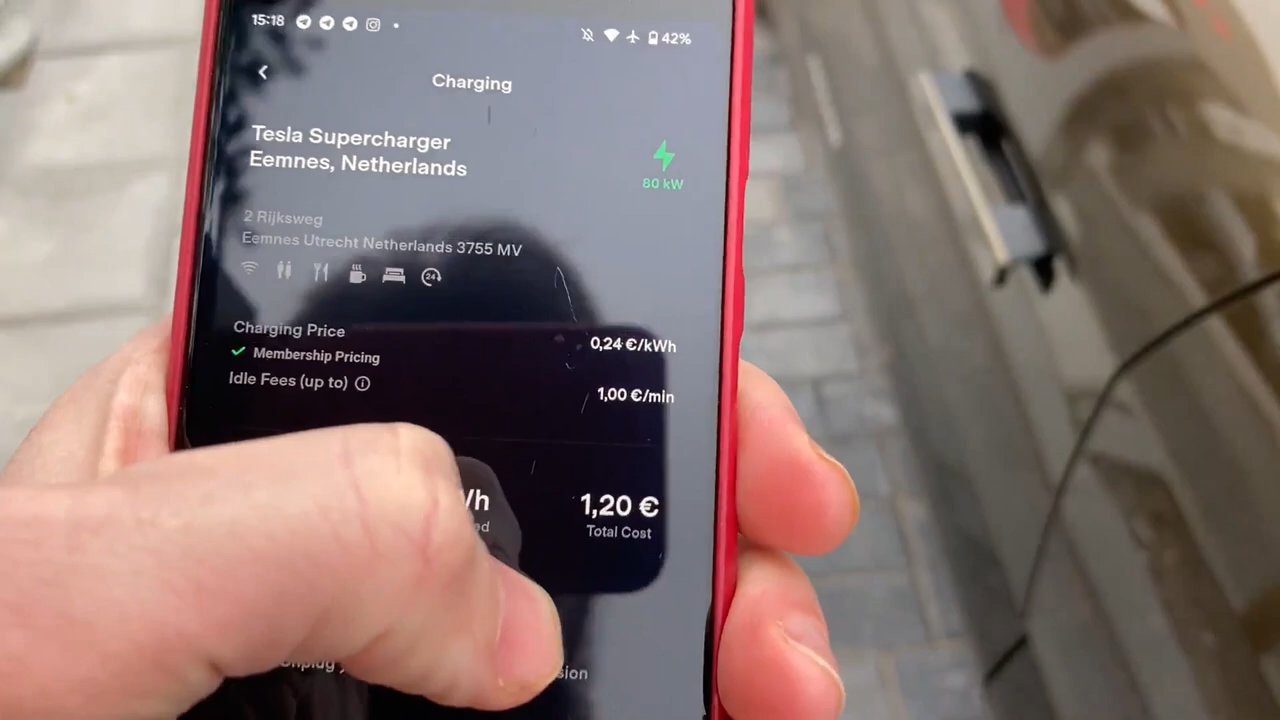 15:18
42%
Charging
Tesla Supercharger
Eemnes, Netherlands
80 kW
2 Rijksweg
Eemnes Utrecht Netherlands 3755 MV
24
Charging Price
0,24 €/kWh
Membership Pricing
Idle Fees (up to)
1,00 €/min
1,20 €
Total Cost